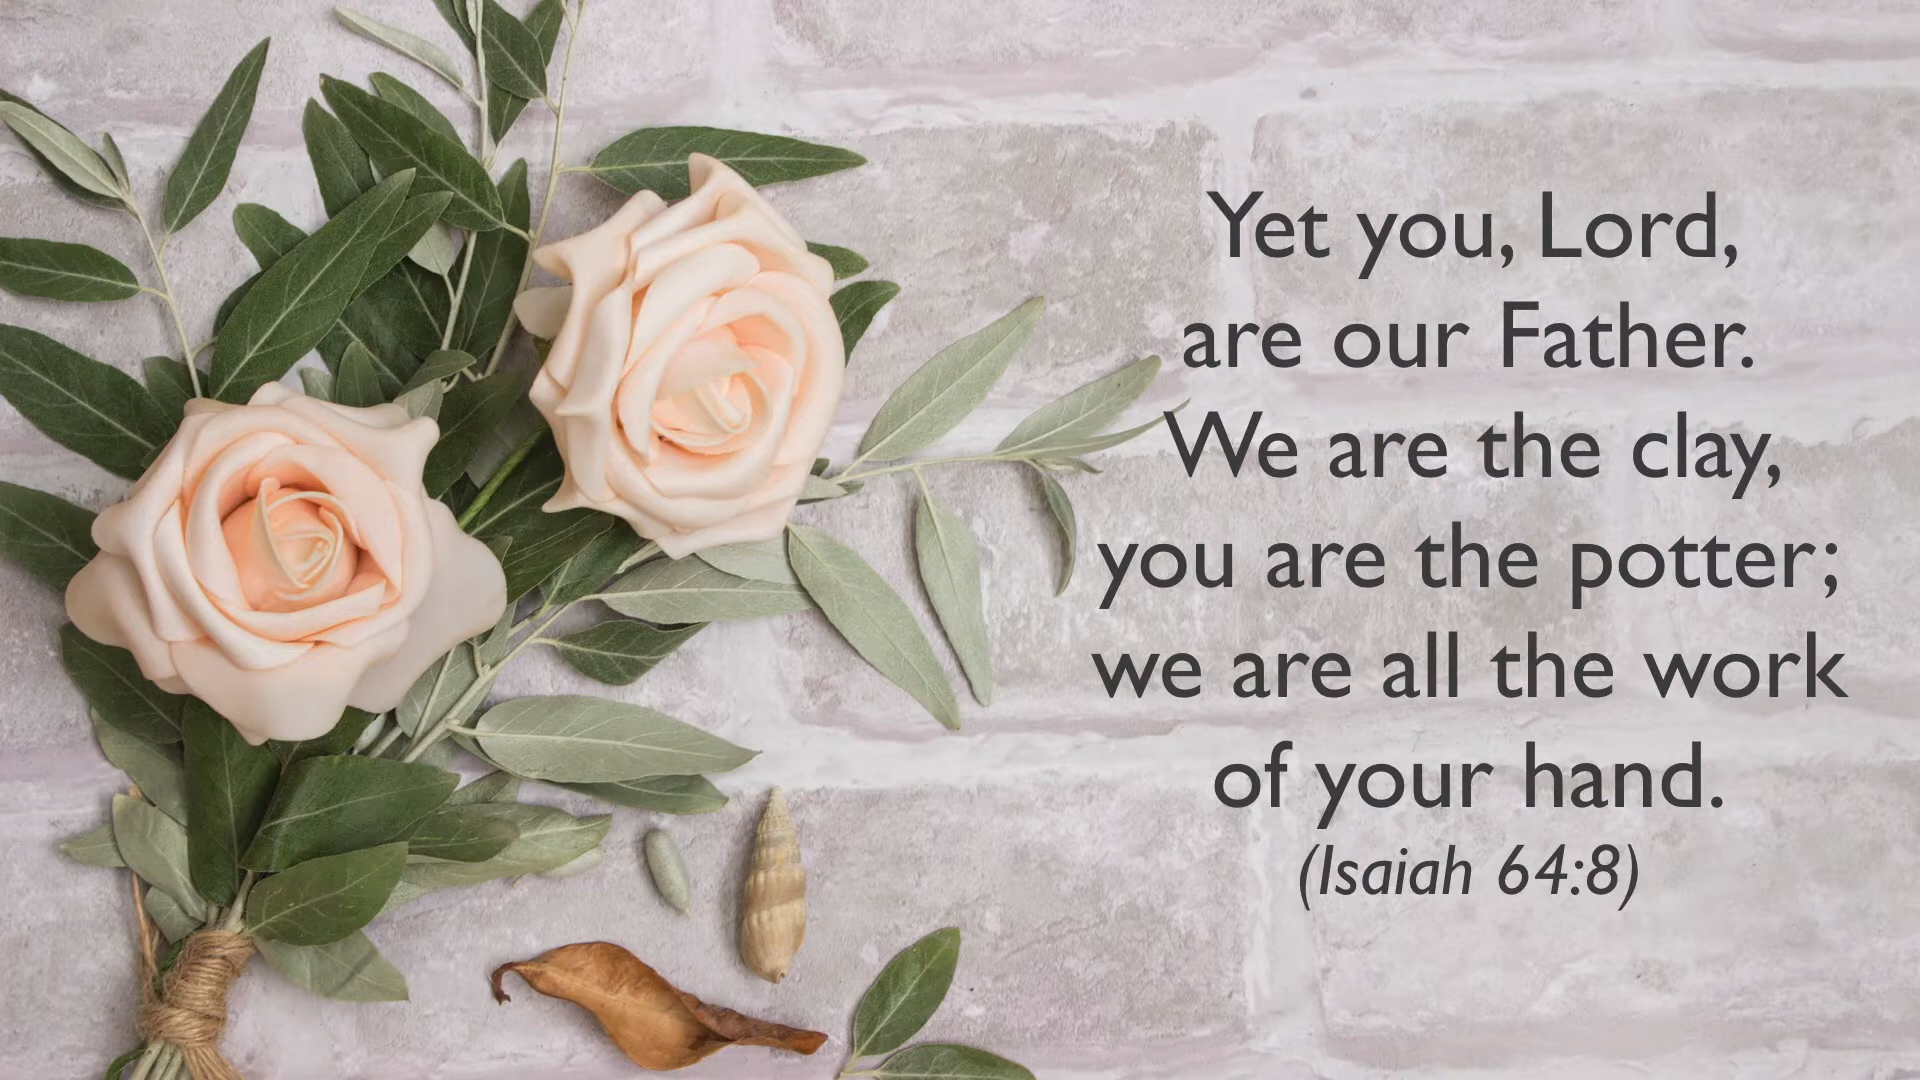 Yet you, Lord,
are our Father.
We are the clay,
you are the potter;
we are all the work
of your hand.
(Isaiah 64:8)